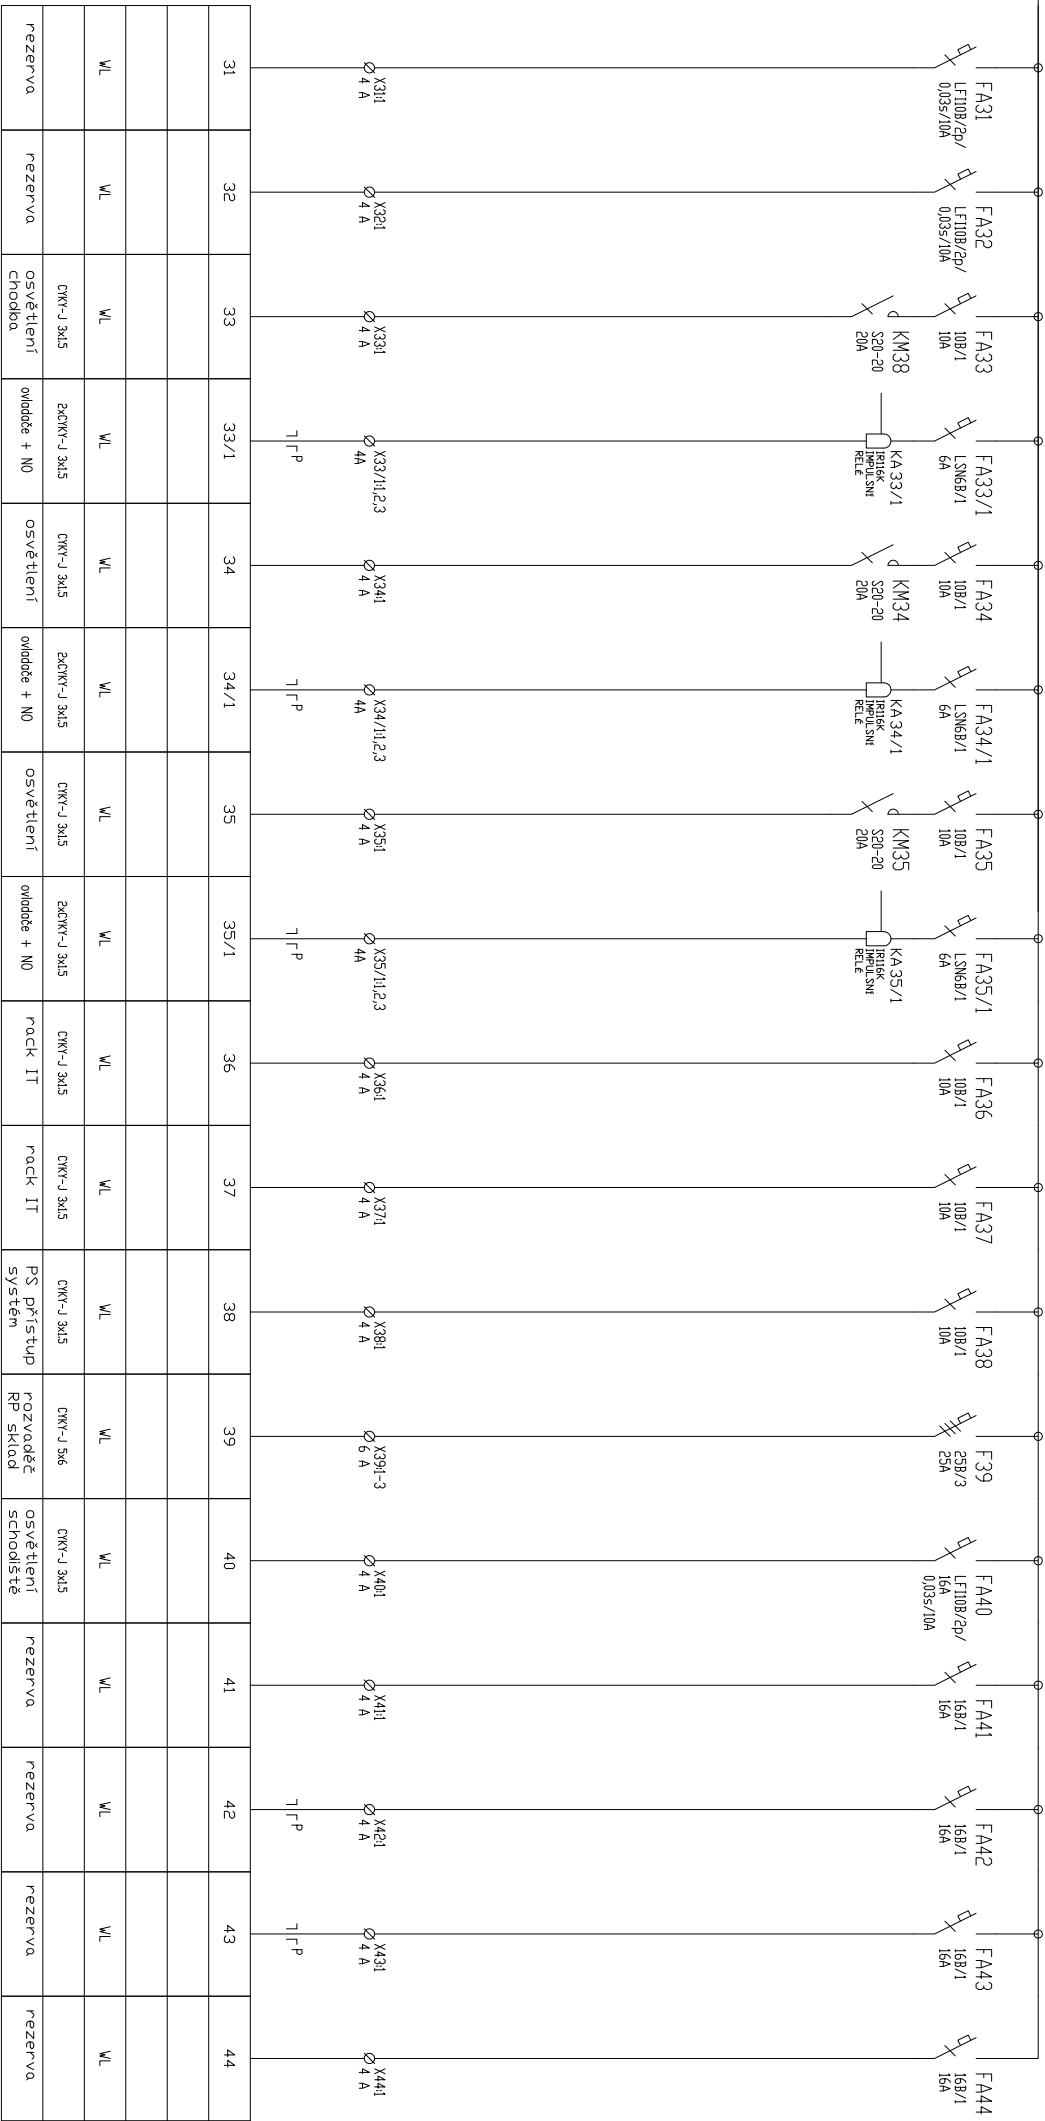 FA31
LFI10B/2p/
0,03s/10A
X31:1
4 A
31
WL
rezerva
FA32
LFI10B/2p/
0,03s/10A
X32:1
4 A
32
WL
rezerva
FA33
10B/1
10A
KM38
S20-20
20A
X33:1
4 A
33
WL
CYKY-J 3x1.5
osvětlení
chodba
FA33/1
LSN6B/1
6A
KA33/1
IR116K
IMPULSNÍ
RELÉ
X33/1:1,2,3
4A
P
33/1
WL
2xCYKY-J 3x1.5
ovladače + NO
FA34
10B/1
10A
KM34
S20-20
20A
X34:1
4 A
34
WL
CYKY-J 3x1.5
osvětlení
FA34/1
LSN6B/1
6A
KA34/1
IR116K
IMPULSNÍ
RELÉ
X34/1:1,2,3
4A
P
34/1
WL
2xCYKY-J 3x1.5
ovladače + NO
FA35
10B/1
10A
KM35
S20-20
20A
X35:1
4 A
35
WL
CYKY-J 3x1.5
osvětlení
FA35/1
LSN6B/1
6A
KA35/1
IR116K
IMPULSNÍ
RELÉ
X35/1:1,2,3
4A
P
35/1
WL
2xCYKY-J 3x1.5
ovladače + NO
FA36
10B/1
10A
X36:1
4 A
36
WL
CYKY-J 3x1.5
rack IT
FA37
10B/1
10A
X37:1
4 A
37
WL
CYKY-J 3x1.5
rack IT
FA38
10B/1
10A
X38:1
4 A
38
WL
CYKY-J 3x1.5
PS přístup
systém
F39
25B/3
25A
X39:1-3
6 A
39
WL
CYKY-J 5x6
rozvaděč
RP sklad
FA40
LFI10B/2p/
16A
0,03s/10A
X40:1
4 A
40
WL
CYKY-J 3x1.5
osvětlení
schodiště
FA41
16B/1
16A
X41:1
4 A
41
WL
rezerva
FA42
16B/1
16A
X42:1
4 A
P
42
WL
rezerva
FA43
16B/1
16A
X43:1
4 A
P
43
WL
rezerva
FA44
16B/1
16A
X44:1
4 A
44
WL
rezerva